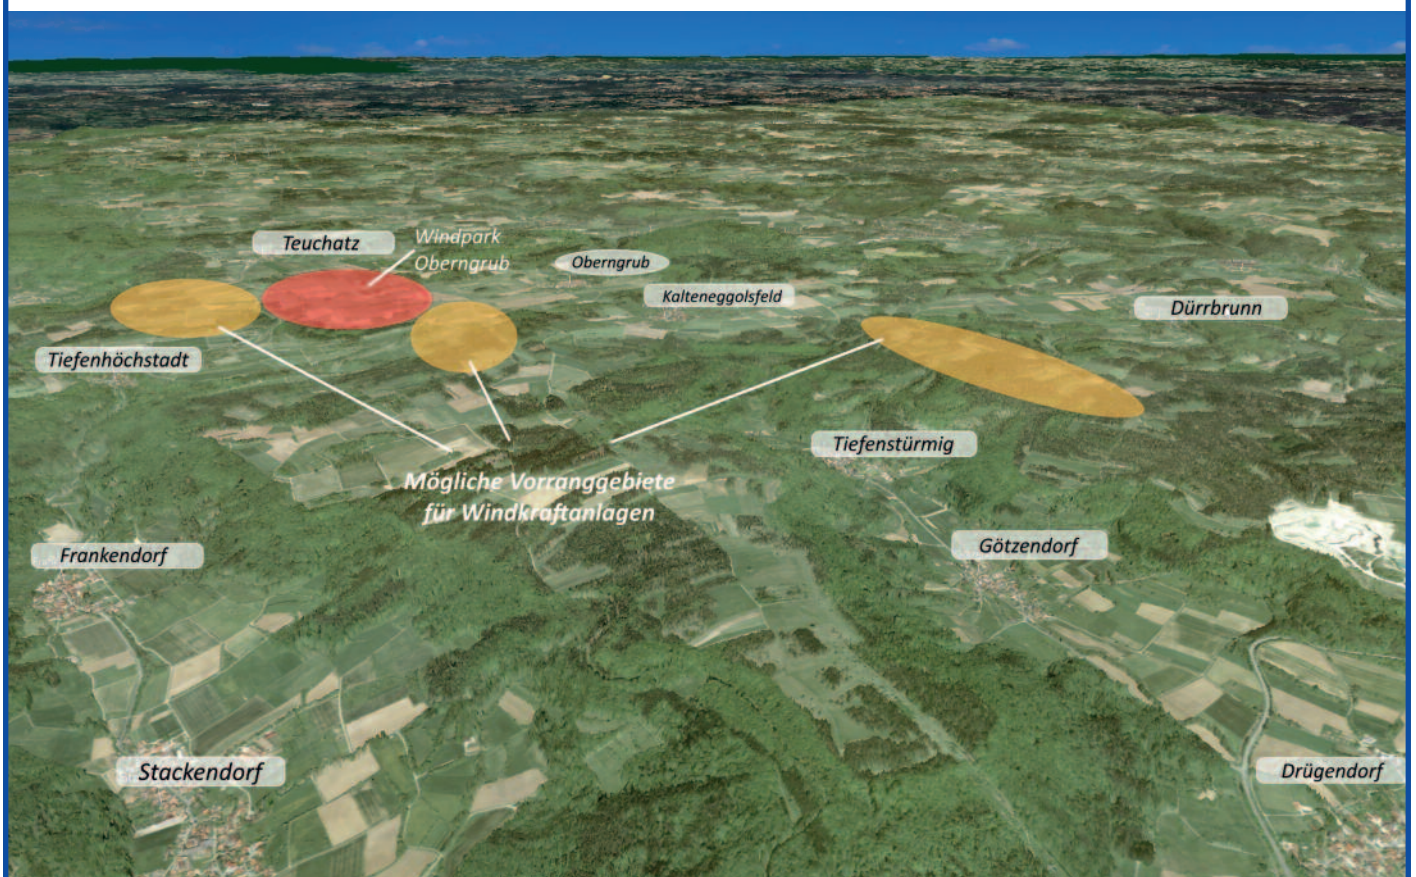 Teuchatz
Windpark
Oberngrub
Oberngrub
Kalteneggolsfeld
Dürrbrunn
Tiefenhöchstadt
Tiefenstürmig
Mögliche Vorranggebiete
für Windkraftanlagen
Frankendorf
Götzendorf
Stackendorf
Drügendorf